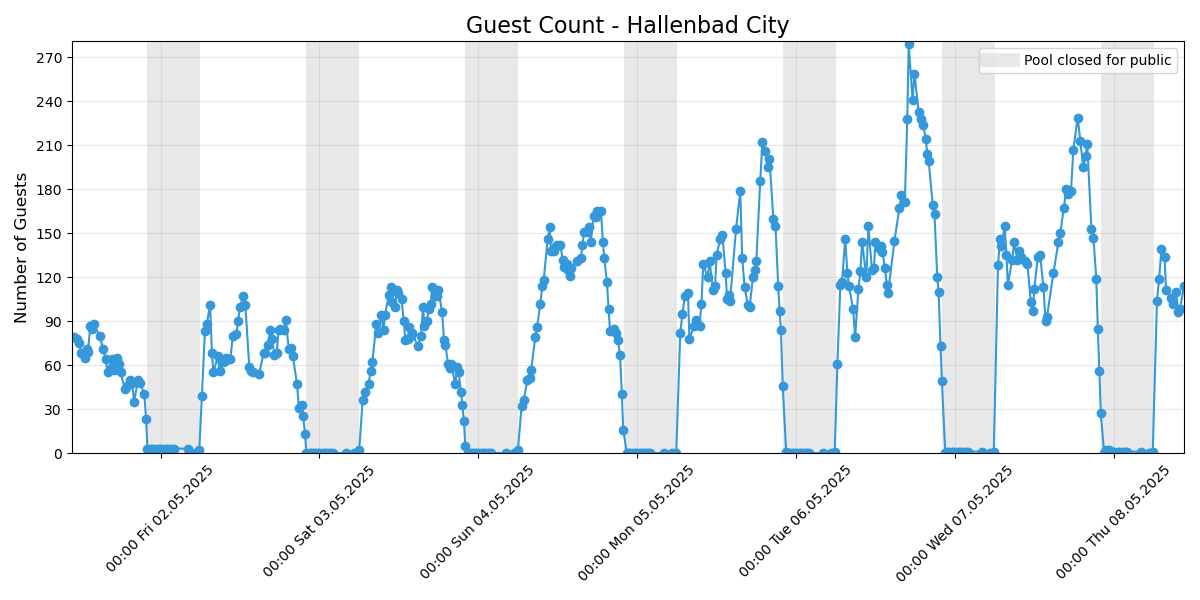 Guest Count - Hallenbad City
Pool closed for public
Number of Guests
270
240
210
180
150
120
90
60
30
0
00:00 Fri 02.05.2025
00:00 Sat 03.05.2025
00:00 Sun 04.05.2025
00:00 Mon 05.05.2025
00:00 Tue 06.05.2025
00:00 Wed 07.05.2025
00:00 Thu 08.05.2025